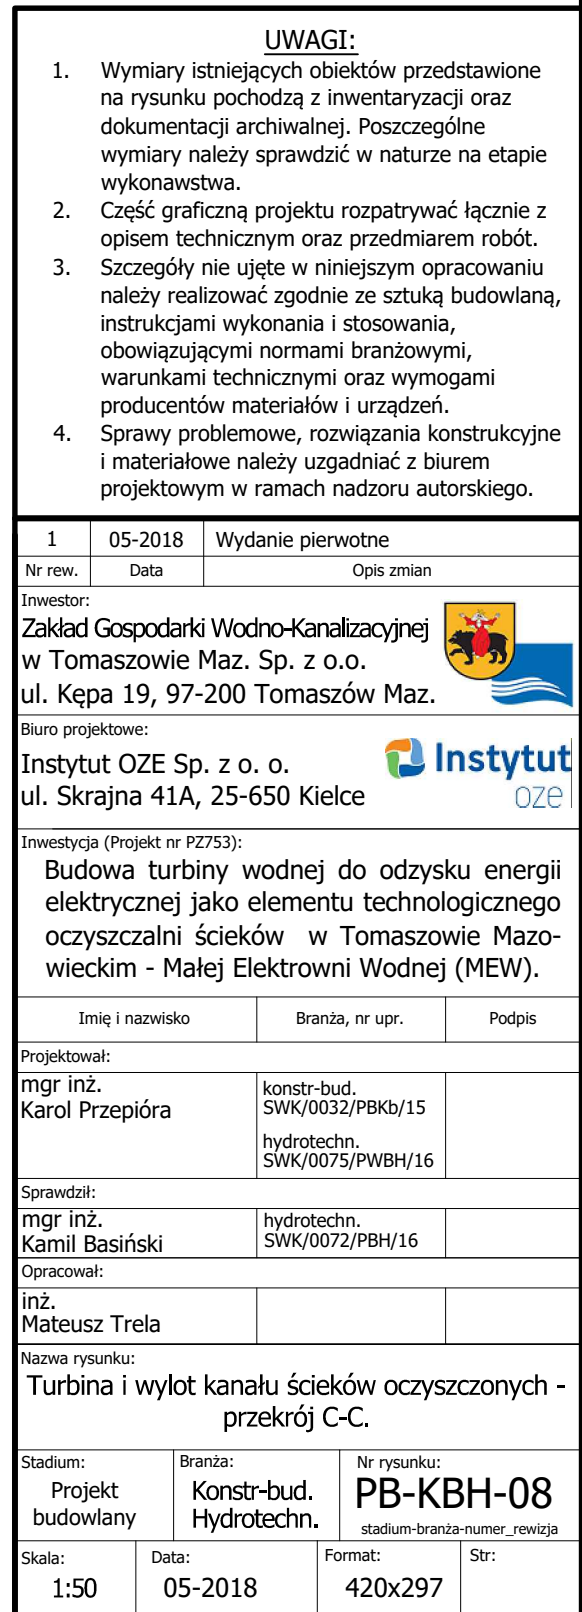 UWAGI:
1. Wymiary istniejących obiektów przedstawione
na rysunku pochodzą z inwentaryzacji oraz
dokumentacji archiwalnej. Poszczególne
wymiary należy sprawdzić w naturze na etapie
wykonawstwa.
2. Część graficzną projektu rozpatrywać łącznie z
opisem technicznym oraz przedmiarem robót.
3. Szczegóły nie ujęte w niniejszym opracowaniu
należy realizować zgodnie ze sztuką budowlaną,
instrukcjami wykonania i stosowania,
obowiązującymi normami branżowymi,
warunkami technicznymi oraz wymogami
producentów materiałów i urządzeń.
4. Sprawy problemowe, rozwiązania konstrukcyjne
i materiałowe należy uzgadniać z biurem
projektowym w ramach nadzoru autorskiego.
1 05-2018 Wydanie pierwotne
Nr rew. Data Opis zmian
Inwestor:
Zakład Gospodarki Wodno-Kanalizacyjnej
w Tomaszowie Maz. Sp. z o.o.
ul. Kępa 19, 97-200 Tomaszów Maz.
Biuro projektowe:
Instytut OZE Sp. z o. o.
ul. Skrajna 41A, 25-650 Kielce
Instytut
oze
Inwestycja (Projekt nr PZ753):
Budowa turbiny wodnej do odzysku energii
elektrycznej jako elementu technologicznego
oczyszczalni ścieków w Tomaszowie Mazo-
wieckim - Małej Elektrowni Wodnej (MEW).
Imię i nazwisko Branża, nr upr. Podpis
Projektował:
mgr inż.
Karol Przepióra
konstr-bud.
SWK/0032/PBKb/15
hydrotechn.
SWK/0075/PWBH/16
Sprawdził:
mgr inż.
Kamil Basiński
hydrotechn.
SWK/0072/PBH/16
Opracował:
inż.
Mateusz Trela
Nazwa rysunku:
Turbina i wylot kanału ścieków oczyszczonych -
przekrój C-C.
Stadium:
Projekt
budowlany
Branża:
Konstr-bud.
Hydrotechn.
Nr rysunku:
PB-KBH-08
stadium-branża-numer_rewizja
Skala:
1:50
Data:
05-2018
Format:
420x297
Str: